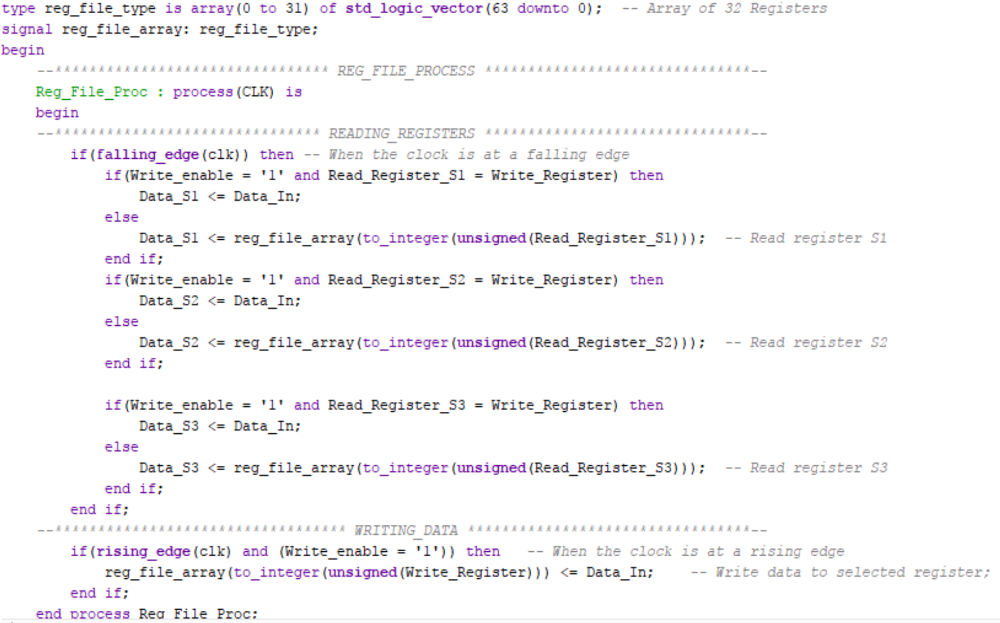 type reg_file_type is array(0 to 31) of std_logic_vector(63 downto 0);  -- Array of 32 Registers
signal reg_file_array: reg_file_type;
begin
    --******************************** REG_FILE_PROCESS *******************************--
    Reg_File_Proc : process(CLK) is
    begin
    --******************************* READING_REGISTERS *******************************--
        if(falling_edge(clk)) then -- When the clock is at a falling edge
            if(Write_enable = '1' and Read_Register_S1 = Write_Register) then
                Data_S1 <= Data_In;
            else
                Data_S1 <= reg_file_array(to_integer(unsigned(Read_Register_S1)));  -- Read register S1
            end if;
            if(Write_enable = '1' and Read_Register_S2 = Write_Register) then
                Data_S2 <= Data_In;
            else
                Data_S2 <= reg_file_array(to_integer(unsigned(Read_Register_S2)));  -- Read register S2
            end if;

            if(Write_enable = '1' and Read_Register_S3 = Write_Register) then
                Data_S3 <= Data_In;
            else
                Data_S3 <= reg_file_array(to_integer(unsigned(Read_Register_S3)));  -- Read register S3
            end if;
        end if;
    --********************************** WRITING_DATA *********************************--
        if(rising_edge(clk) and (Write_enable = '1')) then   -- When the clock is at a rising edge
            reg_file_array(to_integer(unsigned(Write_Register))) <= Data_In;    -- Write data to selected register;
        end if;
    end process Reg_File_Proc;